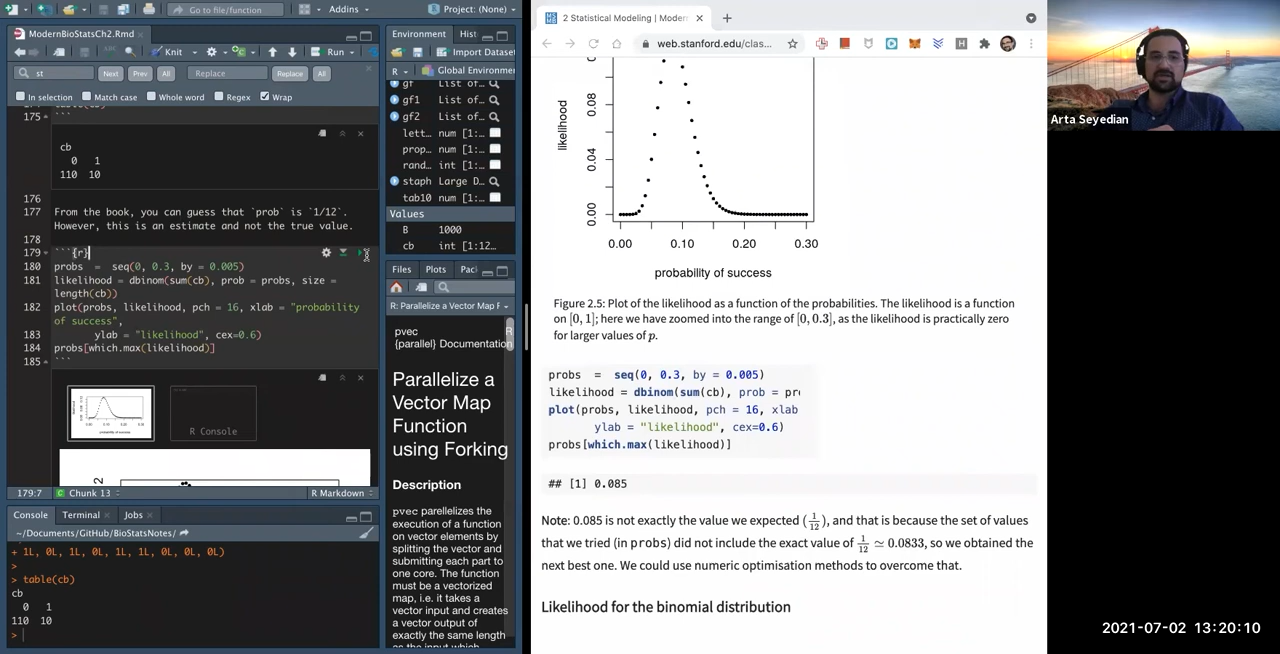 Go to file/function
Addins
Project: (None)
ModernBioStatsCh2.Rmd
Knit
Run
st
Next
Prev
All
Replace
Replace
All
In selection
Match case
Whole word
Regex
Wrap
175
```
cb
0 1
110 10
176
177 From the book, you can guess that `prob` is `1/12`.
However, this is an estimate and not the true value.
178
179 ```{r}
180 probs = seq(0, 0.3, by = 0.005)
181 likelihood = dbinom(sum(cb), prob = probs, size =
length(cb))
182 plot(probs, likelihood, pch = 16, xlab = "probability
of success",
183 ylab = "likelihood", cex=0.6)
184 probs[which.max(likelihood)]
185 ```
R Console
179:7
Chunk 13
R Markdown
Console
Terminal
Jobs
~/Documents/GitHub/BioStatsNotes/
+ 1L, 0L, 1L, 0L, 1L, 1L, 0L, 0L, 0L)
>
> table(cb)
cb
0 1
110 10
>
Environment
Hist
Import Dataset
R
Global Environme
gf List of…
gf1 List of…
gf2 List of…
lett… num [1:…
prop… num [1:…
rand… int [1:…
staph Large D…
tab10 num [1:…
Values
B 1000
cb int [1:12…
Files
Plots
Pac
R: Parallelize a Vector Map F
pvec
{parallel}
R
Documentation
Parallelize a
Vector Map
Function
using Forking
Description
pvec parellelizes the
execution of a function
on vector elements by
splitting the vector and
submitting each part to
one core. The function
must be a vectorized
map, i.e. it takes a
vector input and creates
a vector output of
exactly the same length
as the input which
2 Statistical Modeling | Modern
web.stanford.edu/clas…
likelihood
0.08
0.04
0.00
0.00 0.10 0.20 0.30
probability of success
Figure 2.5: Plot of the likelihood as a function of the probabilities. The likelihood is a function
on [0, 1]; here we have zoomed into the range of [0, 0.3], as the likelihood is practically zero
for larger values of p.
probs = seq(0, 0.3, by = 0.005)
likelihood = dbinom(sum(cb), prob = pro
plot(probs, likelihood, pch = 16, xlab
ylab = "likelihood", cex=0.6)
probs[which.max(likelihood)]
## [1] 0.085
Note: 0.085 is not exactly the value we expected (1/12), and that is because the set of values
that we tried (in probs) did not include the exact value of 1/12 ≃ 0.0833, so we obtained the
next best one. We could use numeric optimisation methods to overcome that.
Likelihood for the binomial distribution
Arta Seyedian
2021-07-02 13:20:10